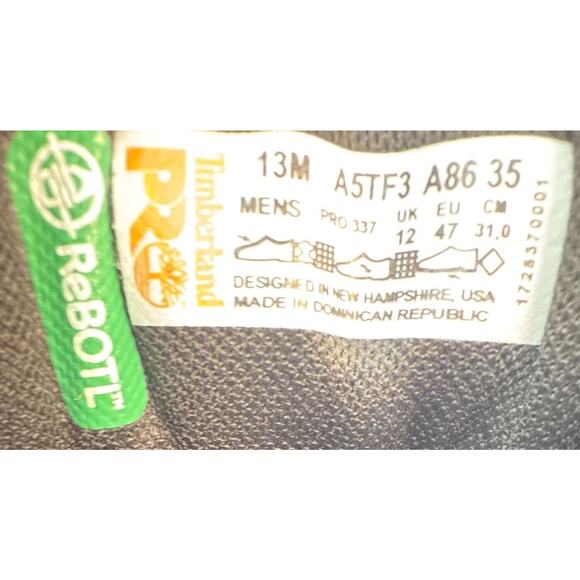 ReBOTL™
Timberland
PRO
13M A5TF3 A86 35
MENS PRO 337 UK EU CM
12 47 31,0
DESIGNED IN NEW HAMPSHIRE, USA
MADE IN DOMINICAN REPUBLIC
1728370001